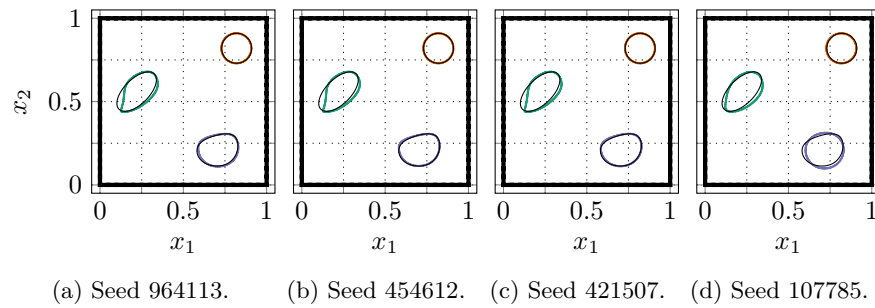 1
0.5
0
x2
0 0.5 1
0 0.5 1
0 0.5 1
0 0.5 1
x1
x1
x1
x1
(a) Seed 964113.
(b) Seed 454612.
(c) Seed 421507.
(d) Seed 107785.